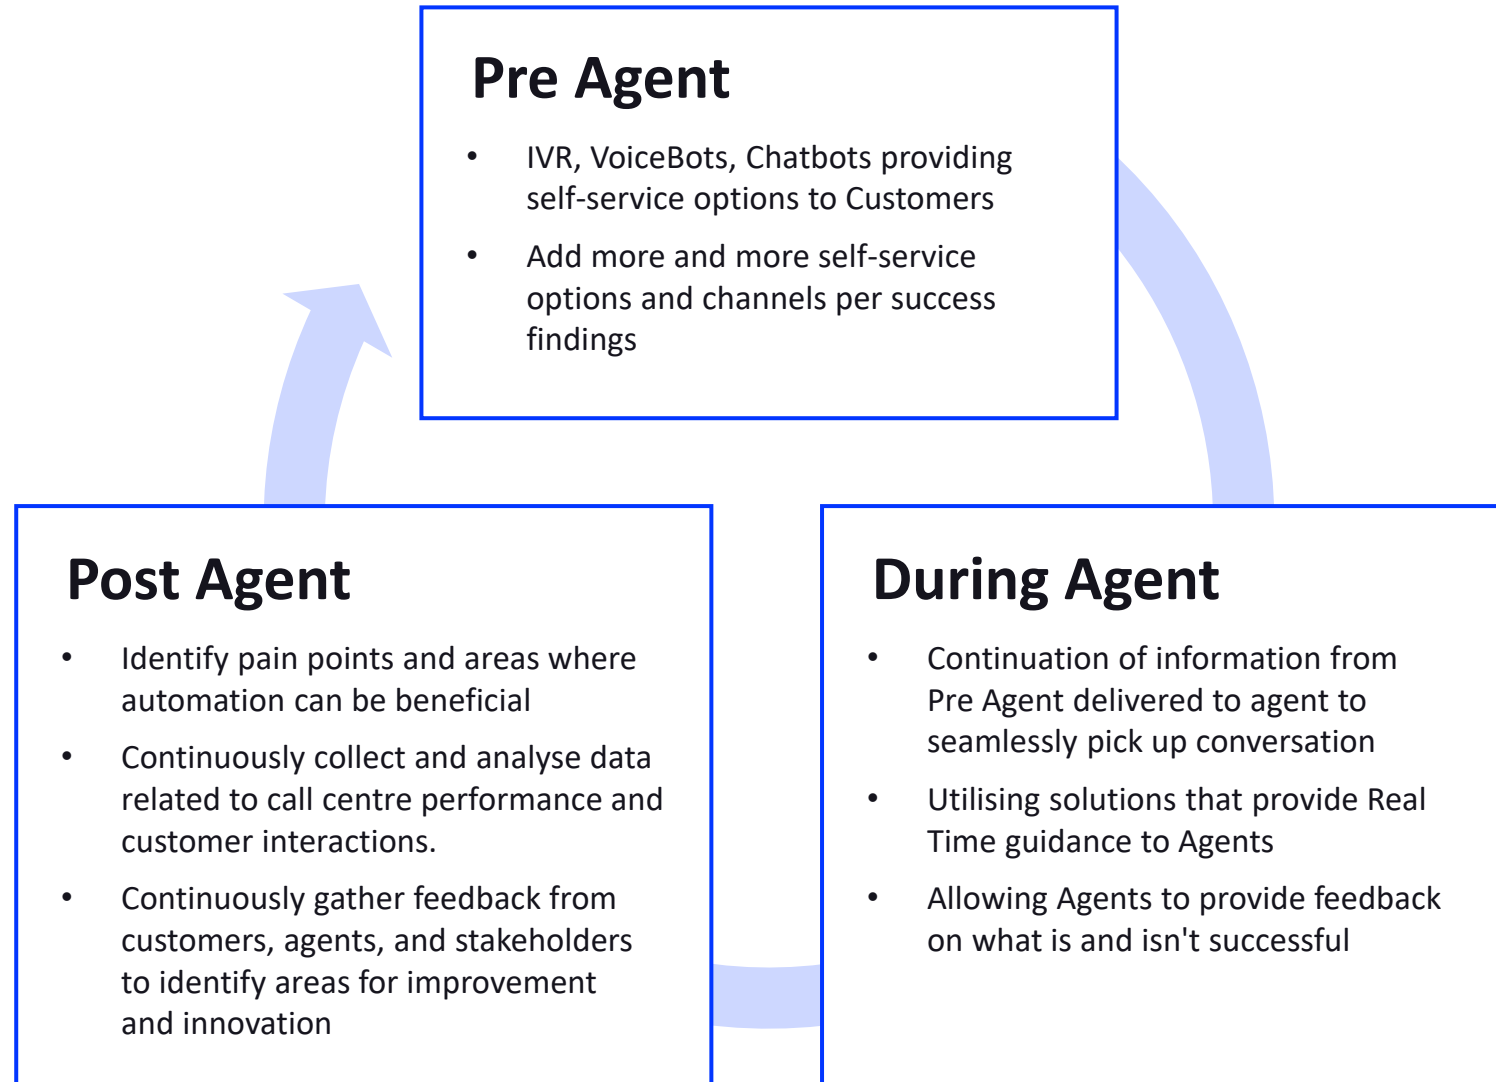 Pre Agent
• IVR, VoiceBots, Chatbots providing
self-service options to Customers
• Add more and more self-service
options and channels per success
findings
Post Agent
• Identify pain points and areas where
automation can be beneficial
• Continuously collect and analyse data
related to call centre performance and
customer interactions.
• Continuously gather feedback from
customers, agents, and stakeholders
to identify areas for improvement
and innovation
During Agent
• Continuation of information from
Pre Agent delivered to agent to
seamlessly pick up conversation
• Utilising solutions that provide Real
Time guidance to Agents
• Allowing Agents to provide feedback
on what is and isn't successful